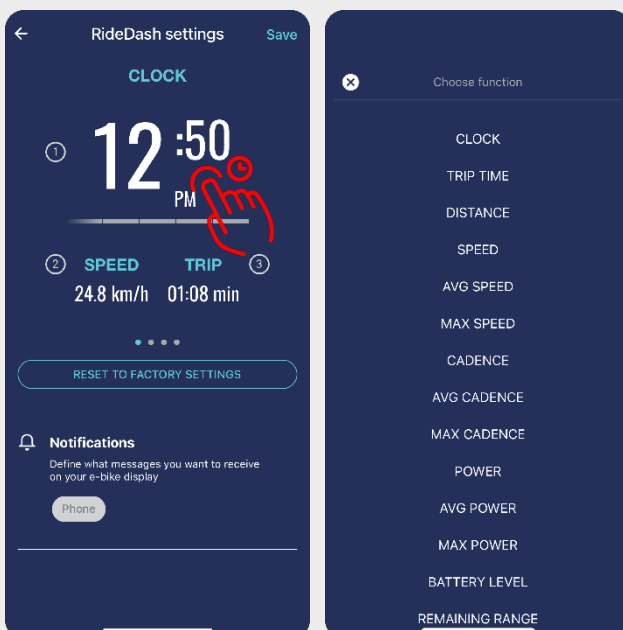 RideDash settings
Save
CLOCK
1
12 :50
PM
2 SPEED TRIP 3
24.8 km/h 01:08 min
RESET TO FACTORY SETTINGS
Notifications
Define what messages you want to receive
on your e-bike display
Phone
Choose function
CLOCK
TRIP TIME
DISTANCE
SPEED
AVG SPEED
MAX SPEED
CADENCE
AVG CADENCE
MAX CADENCE
POWER
AVG POWER
MAX POWER
BATTERY LEVEL
REMAINING RANGE